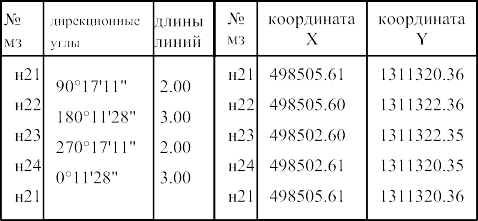 № мз дирекционные углы длины линий № мз координата X координата Y
н21 н21 498505.61 1311320.36
90°17'11" 2.00
н22 н22 498505.60 1311322.36
180°11'28" 3.00
н23 н23 498502.60 1311322.35
270°17'11" 2.00
н24 н24 498502.61 1311320.35
0°11'28" 3.00
н21 н21 498505.61 1311320.36